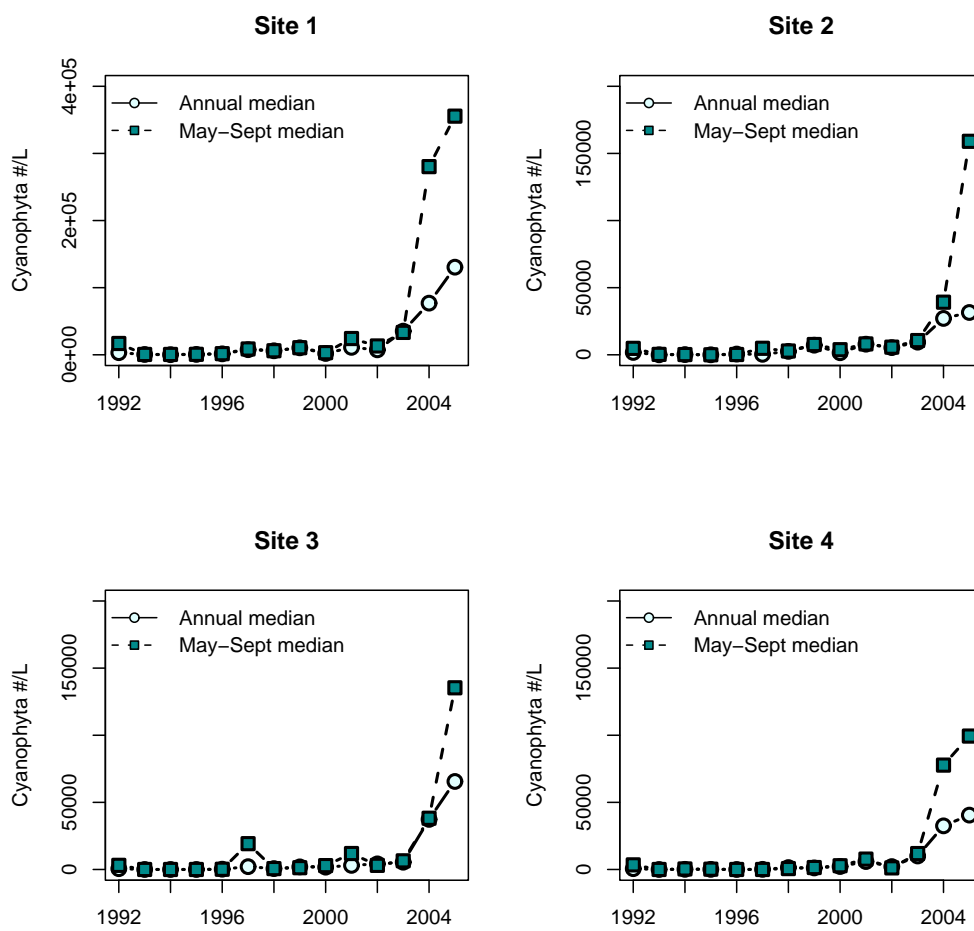 Site 1
Cyanophyta #/L
0e+00
2e+05
4e+05
Annual median
May−Sept median
1992 1996 2000 2004
Site 2
Cyanophyta #/L
0
50000
150000
Annual median
May−Sept median
1992 1996 2000 2004
Site 3
Cyanophyta #/L
0
50000
150000
Annual median
May−Sept median
1992 1996 2000 2004
Site 4
Cyanophyta #/L
0
50000
150000
Annual median
May−Sept median
1992 1996 2000 2004